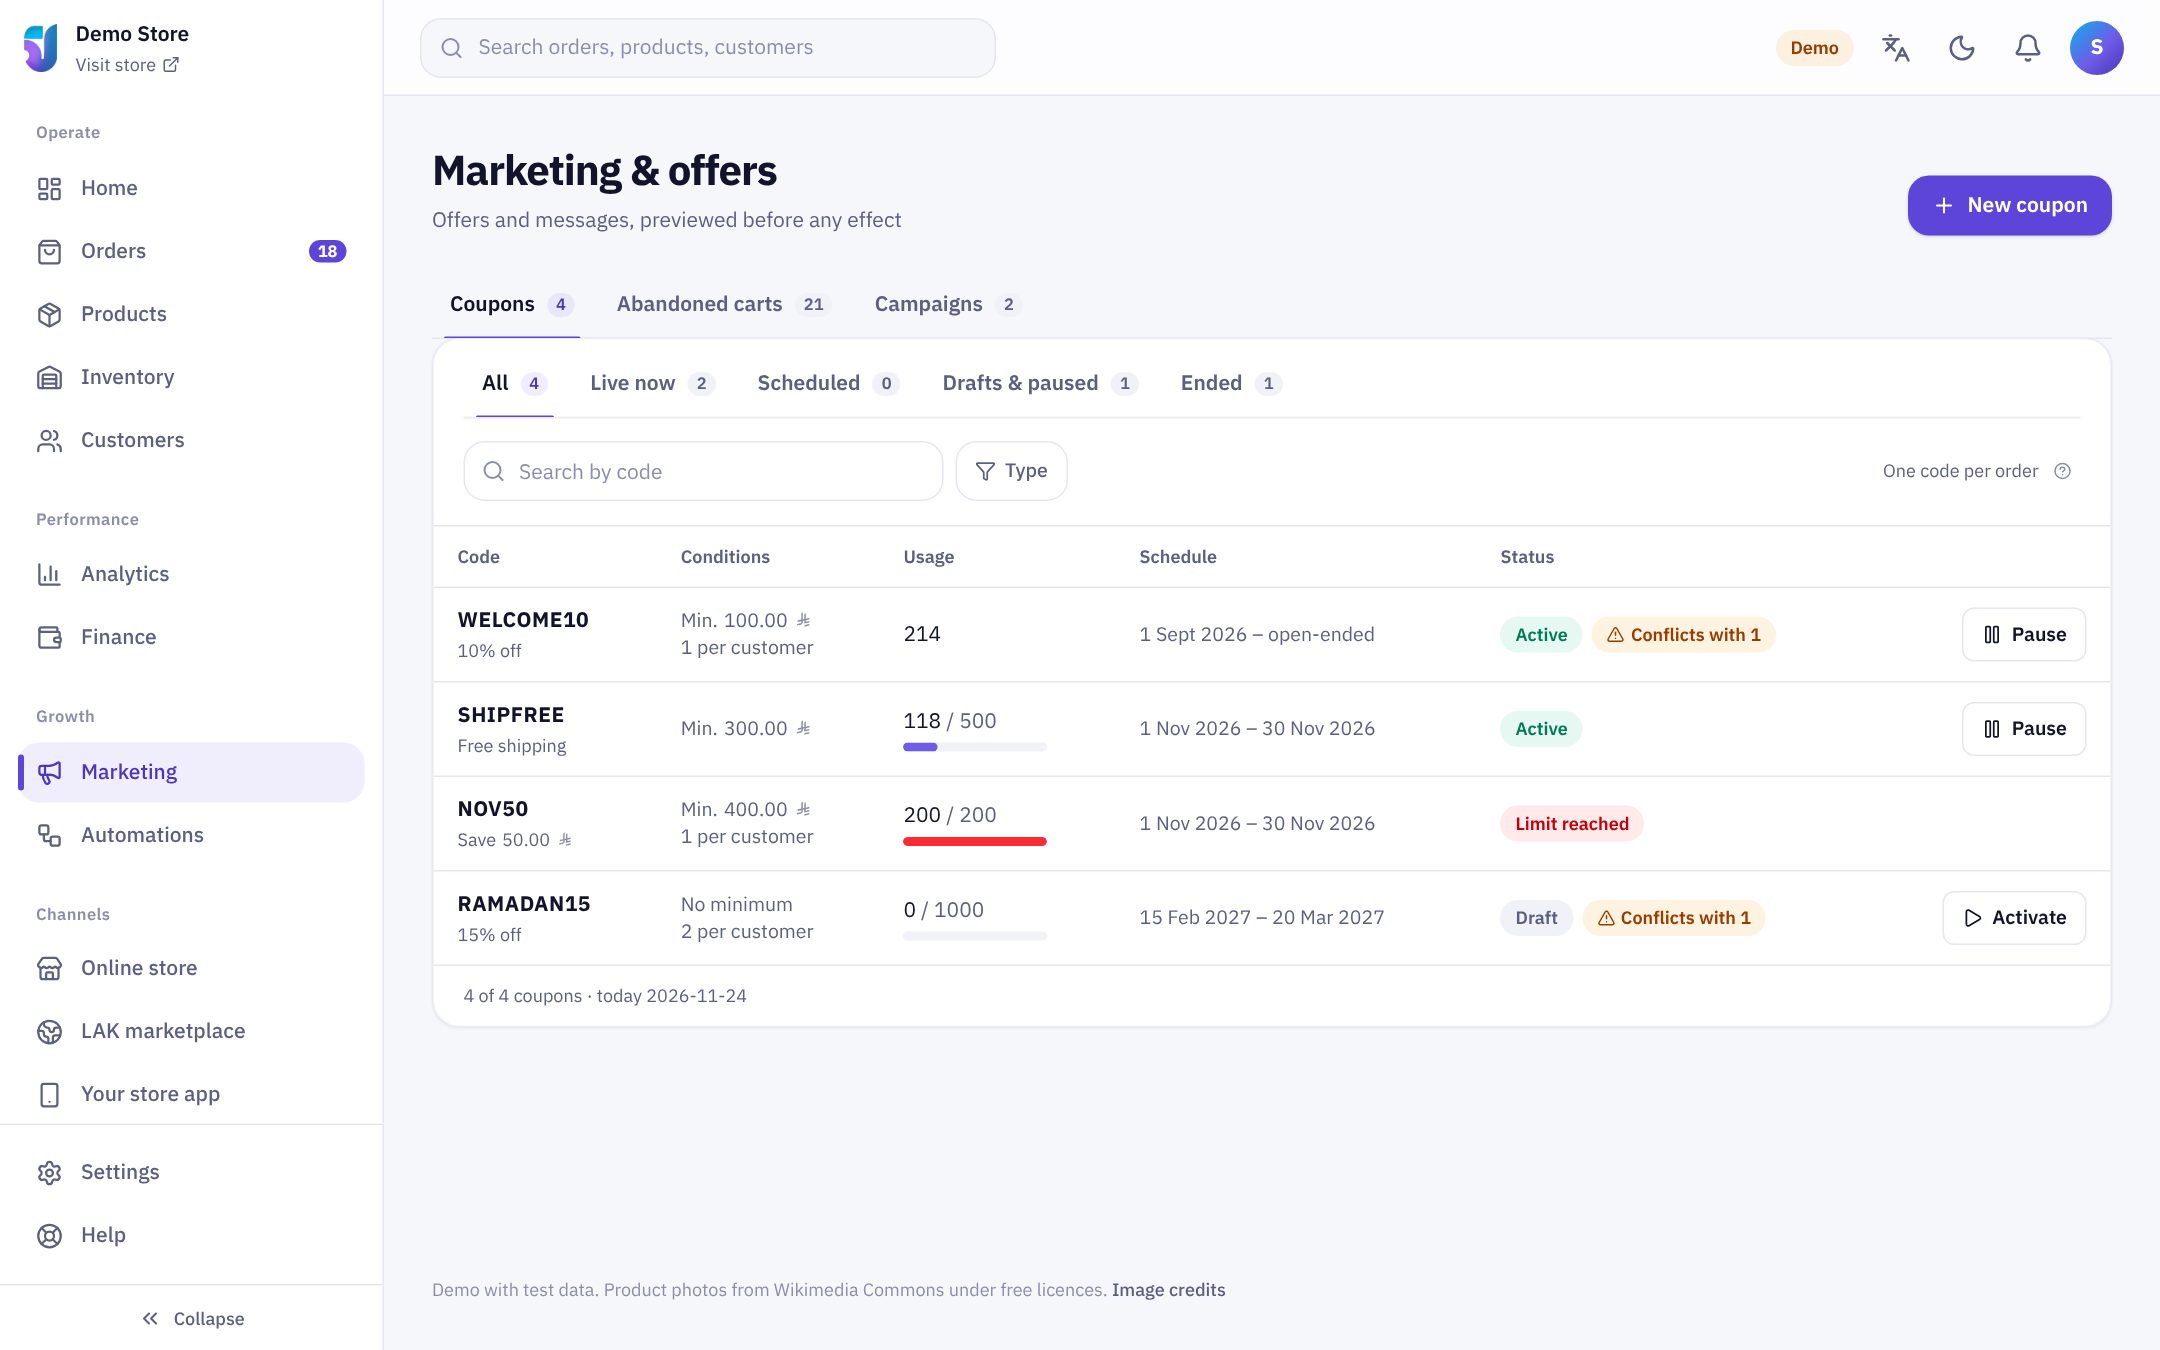 Demo Store
Visit store
Search orders, products, customers
Demo
S
Operate
Home
Orders 18
Products
Inventory
Customers
Performance
Analytics
Finance
Growth
Marketing
Automations
Channels
Online store
LAK marketplace
Your store app
Settings
Help
Collapse
Marketing & offers
Offers and messages, previewed before any effect
New coupon
Coupons 4 Abandoned carts 21 Campaigns 2
All 4 Live now 2 Scheduled 0 Drafts & paused 1 Ended 1
Search by code
Type
One code per order
Code Conditions Usage Schedule Status
WELCOME10
10% off
Min. 100.00 ⃁
1 per customer
214
1 Sept 2026 – open-ended
Active
Conflicts with 1
Pause
SHIPFREE
Free shipping
Min. 300.00 ⃁
118 / 500
1 Nov 2026 – 30 Nov 2026
Active
Pause
NOV50
Save 50.00 ⃁
Min. 400.00 ⃁
1 per customer
200 / 200
1 Nov 2026 – 30 Nov 2026
Limit reached
RAMADAN15
15% off
No minimum
2 per customer
0 / 1000
15 Feb 2027 – 20 Mar 2027
Draft
Conflicts with 1
Activate
4 of 4 coupons · today 2026-11-24
Demo with test data. Product photos from Wikimedia Commons under free licences. Image credits